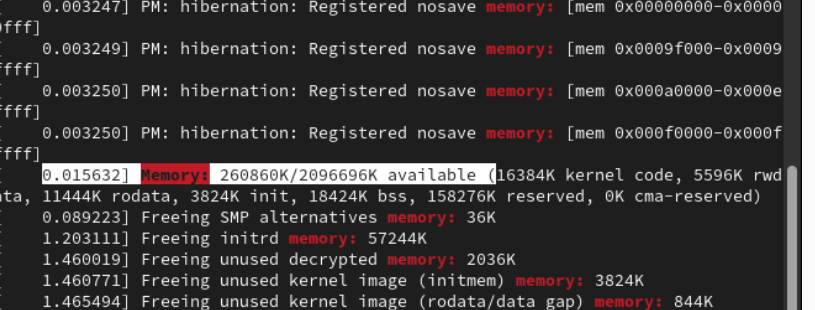 0.003247] PM: hibernation: Registered nosave memory: [mem 0x00000000-0x0000
0fff]
0.003249] PM: hibernation: Registered nosave memory: [mem 0x0009f000-0x0009
ffff]
0.003250] PM: hibernation: Registered nosave memory: [mem 0x000a0000-0x000e
ffff]
0.003250] PM: hibernation: Registered nosave memory: [mem 0x000f0000-0x000f
ffff]
0.015632] Memory: 260860K/2096696K available (16384K kernel code, 5596K rwd
ata, 11444K rodata, 3824K init, 18424K bss, 158276K reserved, 0K cma-reserved)
0.089223] Freeing SMP alternatives memory: 36K
1.203111] Freeing initrd memory: 57244K
1.460019] Freeing unused decrypted memory: 2036K
1.460771] Freeing unused kernel image (initmem) memory: 3824K
1.465494] Freeing unused kernel image (rodata/data gap) memory: 844K